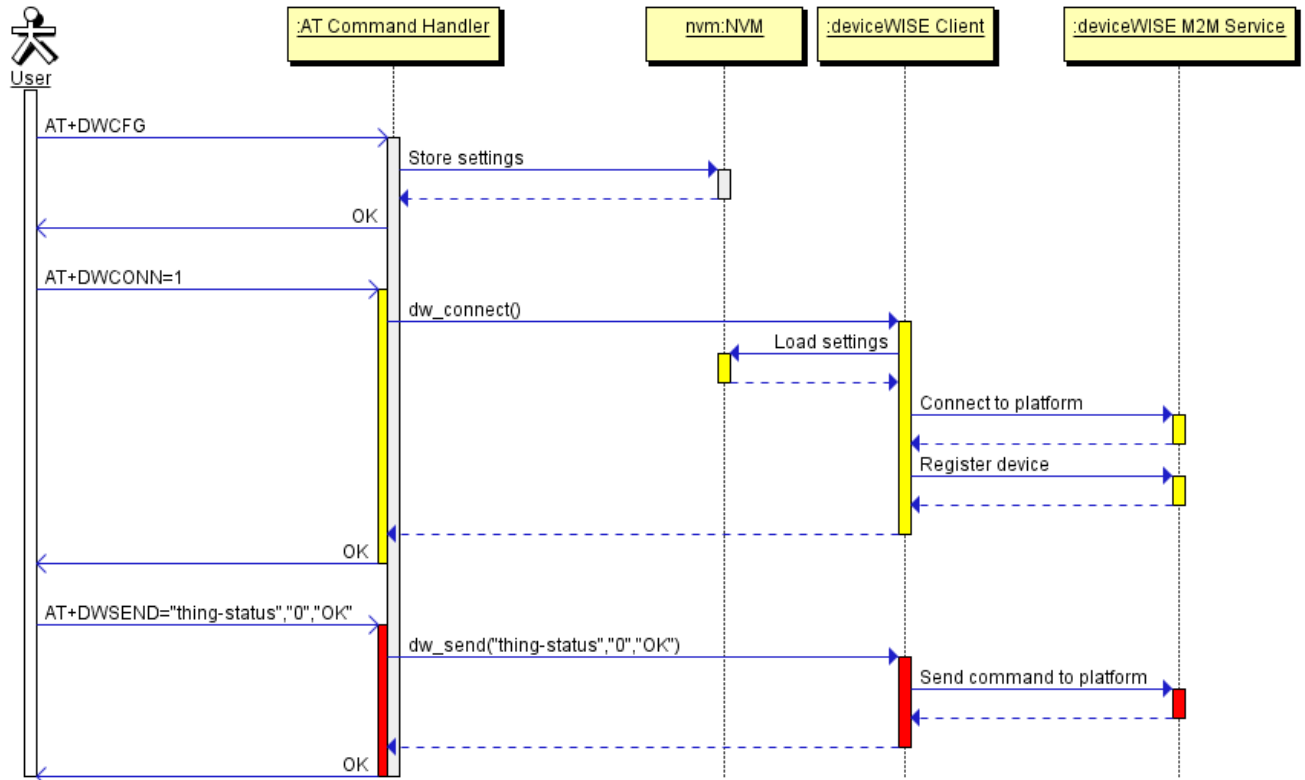 :AT Command Handler
nvm:NVM
:deviceWISE Client
:deviceWISE M2M Service
User
AT+DWCFG
Store settings
OK
AT+DWCONN=1
dw_connect()
Load settings
Connect to platform
Register device
OK
AT+DWSEND="thing-status","0","OK"
dw_send("thing-status","0","OK")
Send command to platform
OK